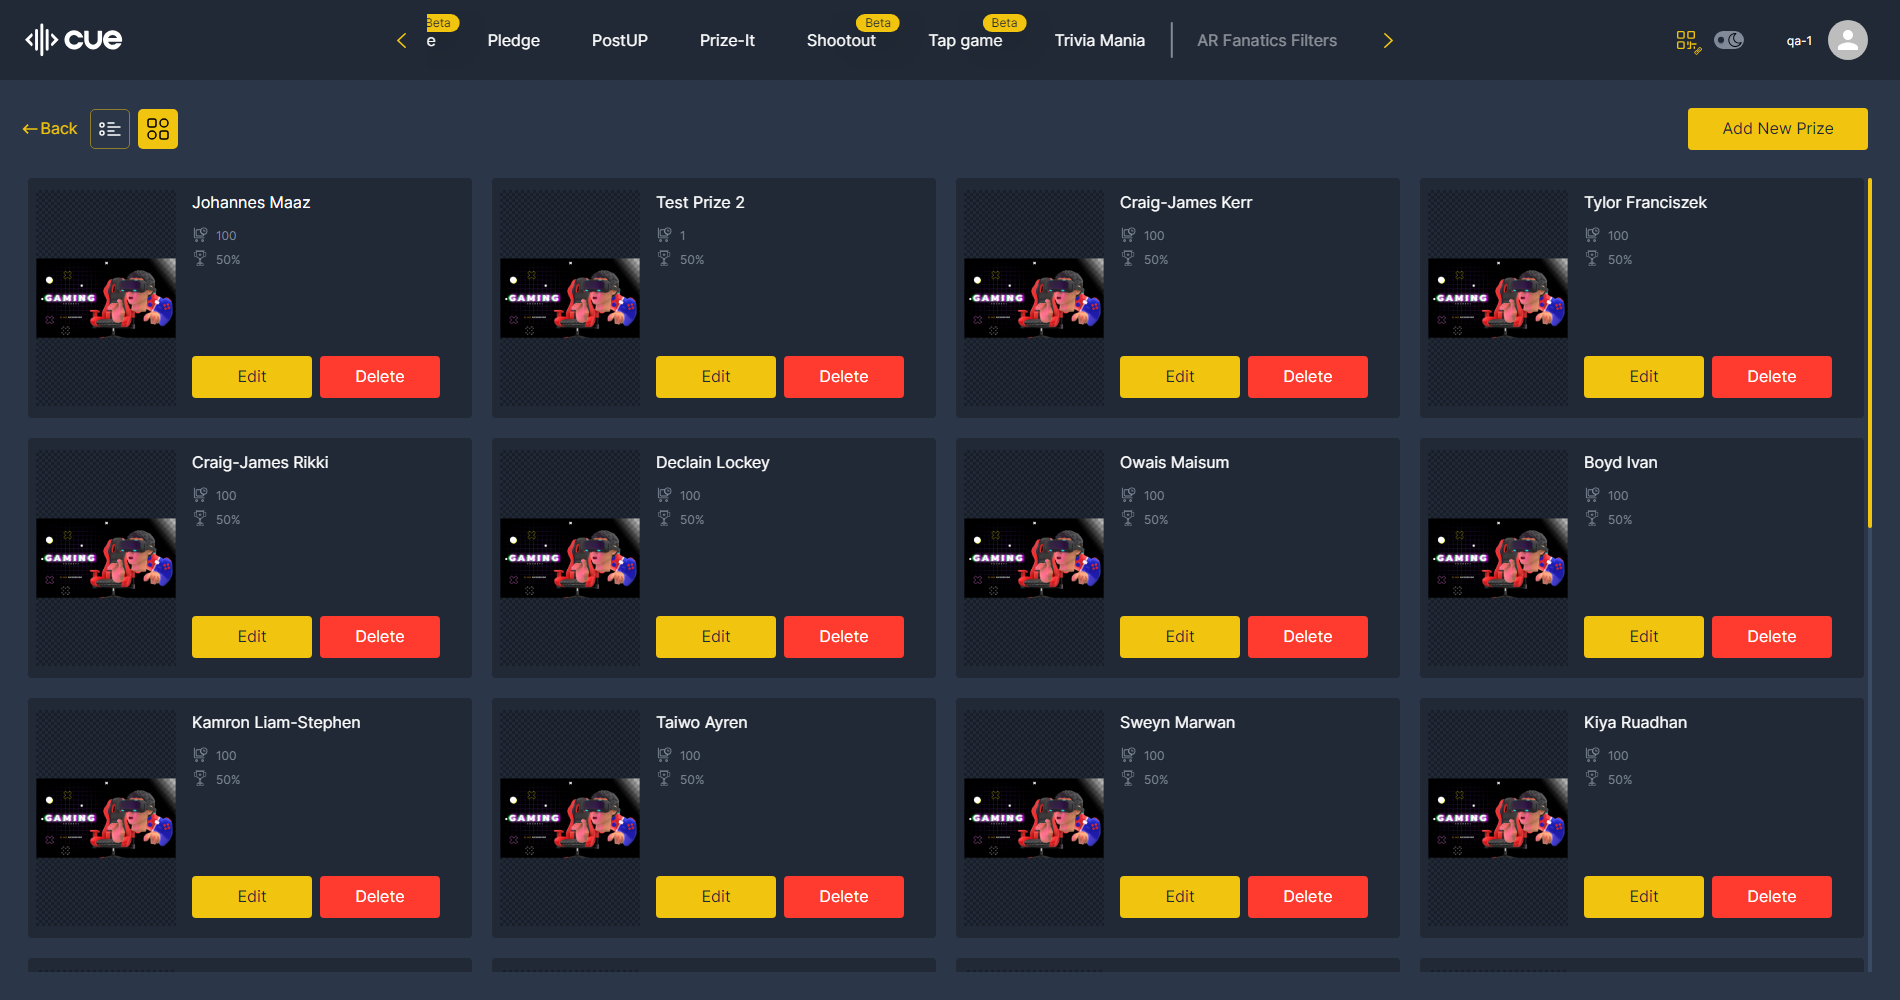 cue
Beta
e
Pledge
PostUP
Prize-It
Beta
Shootout
Beta
Tap game
Trivia Mania
AR Fanatics Filters
qa-1
Back
Add New Prize
Johannes Maaz
100
50%
GAMING
Edit
Delete
Test Prize 2
1
50%
GAMING
Edit
Delete
Craig-James Kerr
100
50%
GAMING
Edit
Delete
Tylor Franciszek
100
50%
GAMING
Edit
Delete
Craig-James Rikki
100
50%
GAMING
Edit
Delete
Declain Lockey
100
50%
GAMING
Edit
Delete
Owais Maisum
100
50%
GAMING
Edit
Delete
Boyd Ivan
100
50%
GAMING
Edit
Delete
Kamron Liam-Stephen
100
50%
GAMING
Edit
Delete
Taiwo Ayren
100
50%
GAMING
Edit
Delete
Sweyn Marwan
100
50%
GAMING
Edit
Delete
Kiya Ruadhan
100
50%
GAMING
Edit
Delete